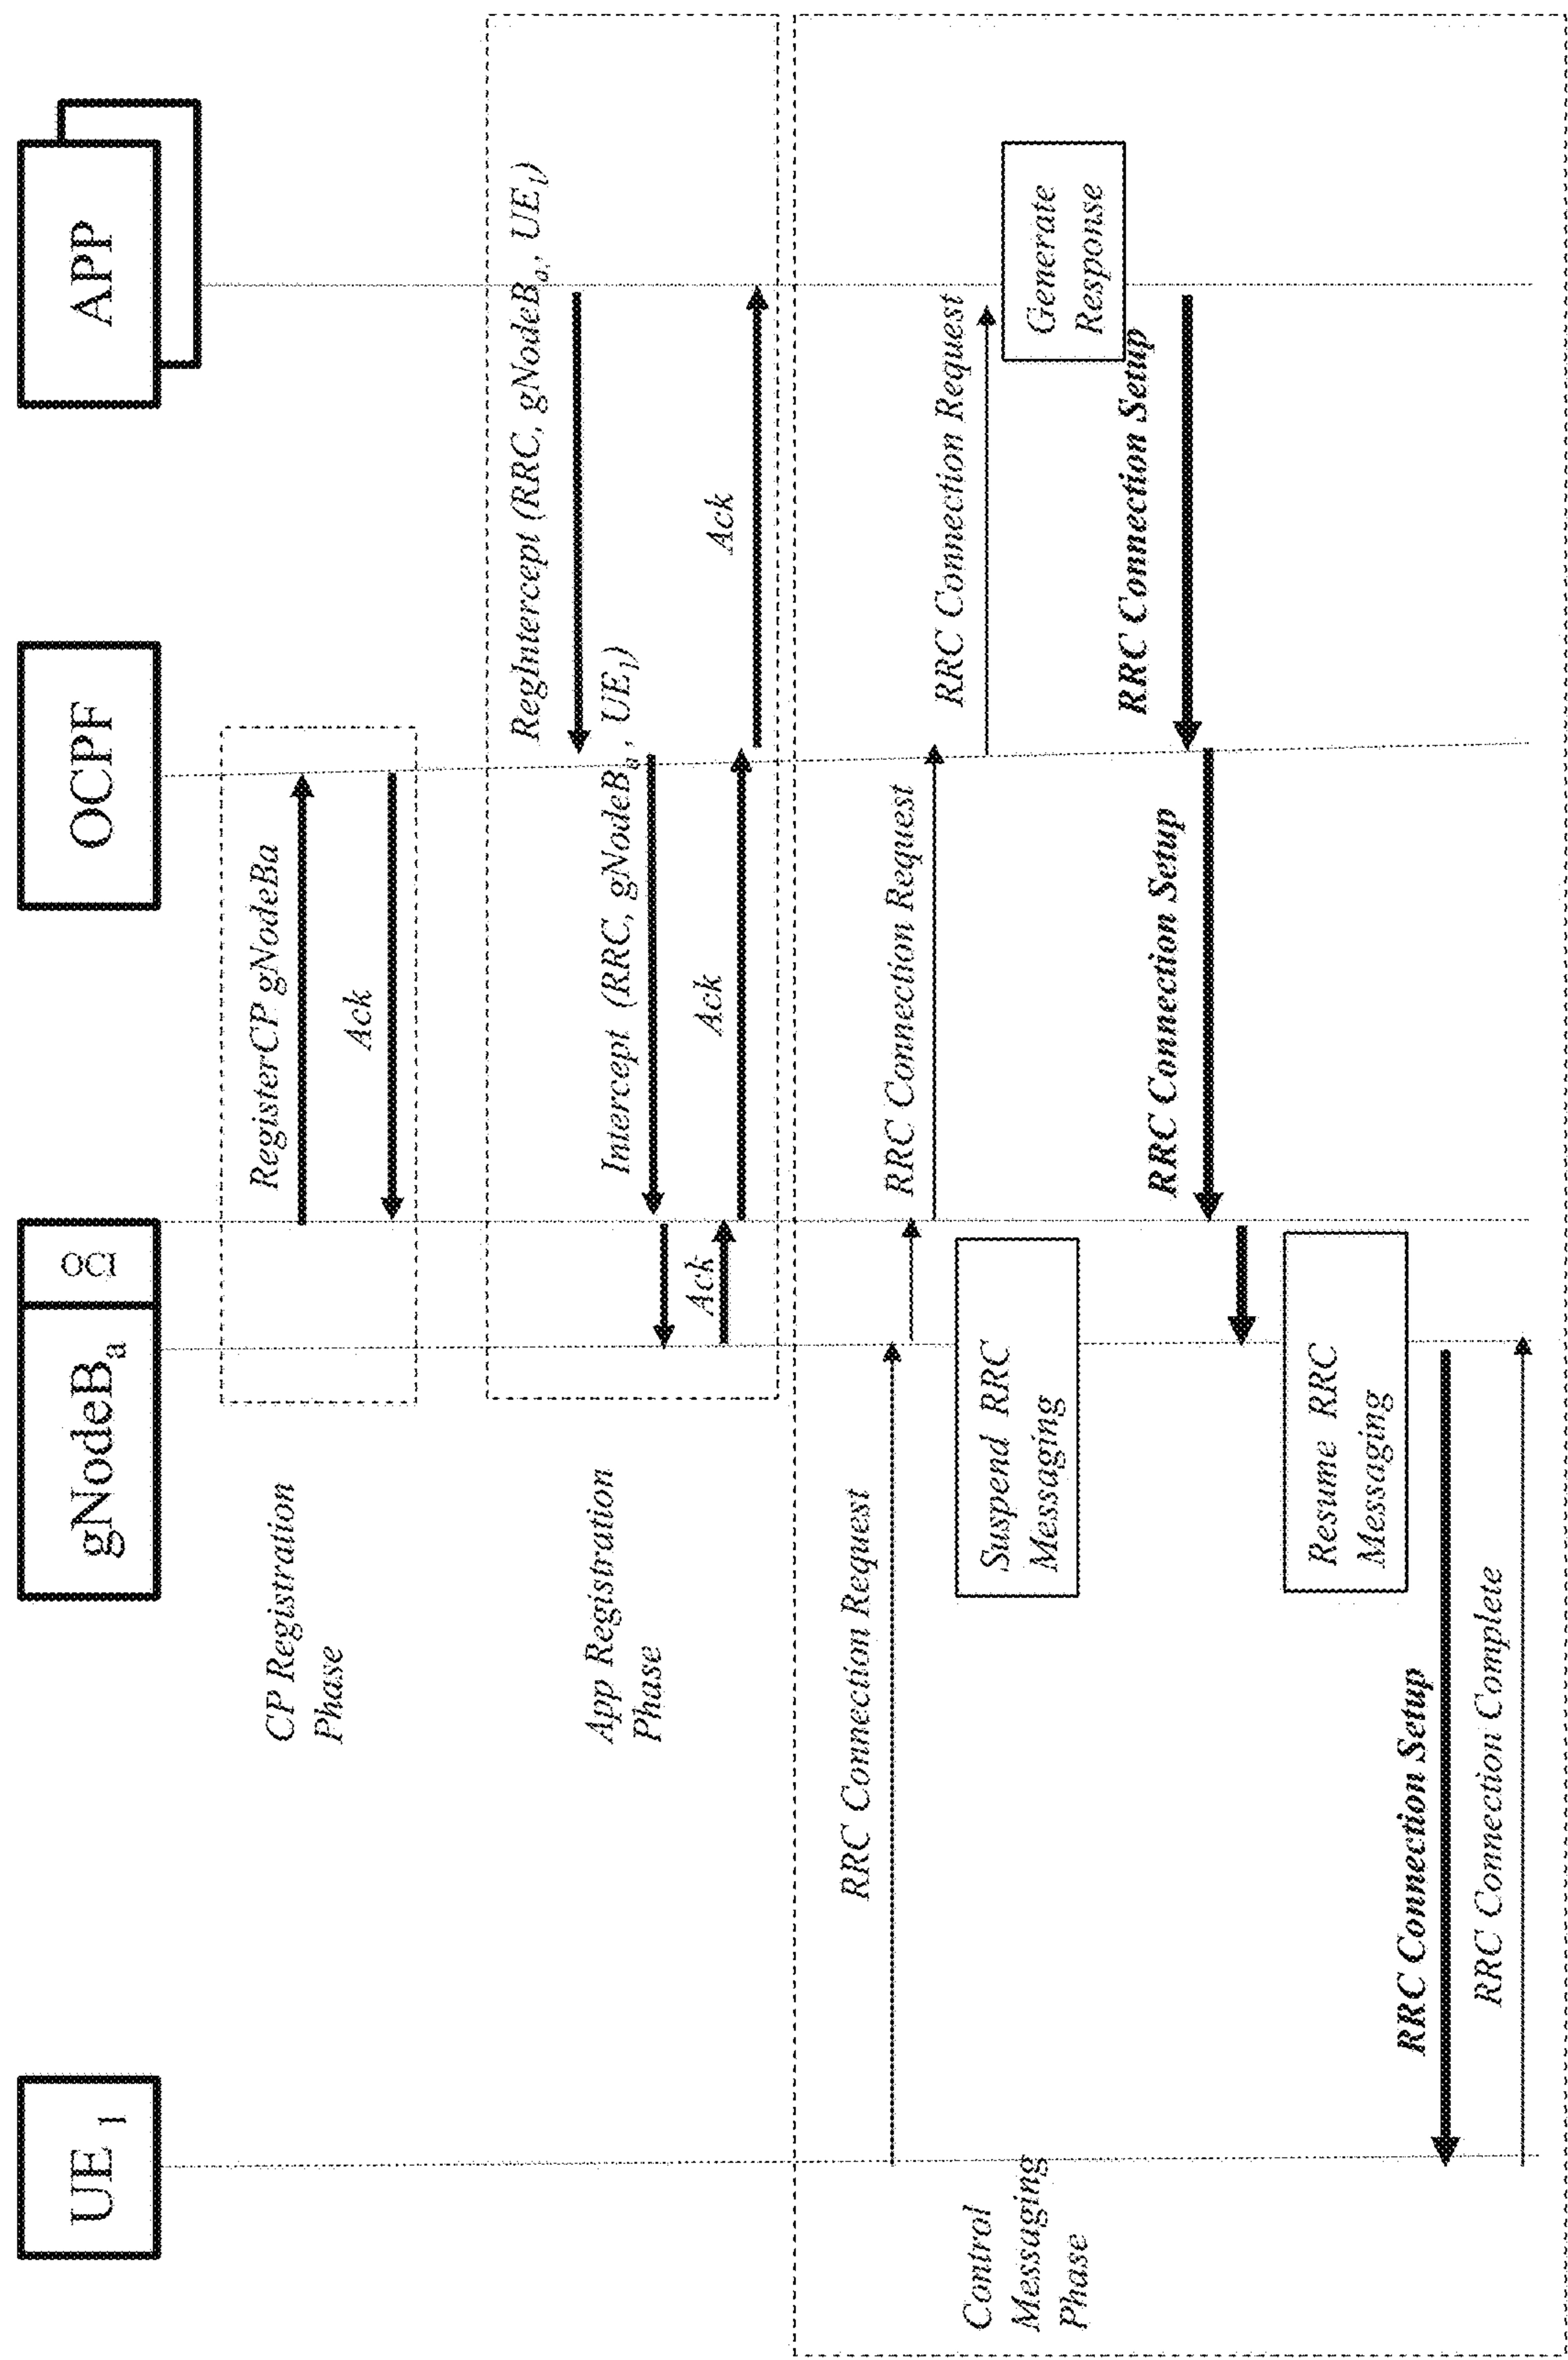 UE 1
gNodeBa
OCI
OCPF
APP
CP Registration
Phase
RegisterCP gNodeBa
Ack
App Registration
Phase
RegIntercept (RRC, gNodeBa, UE1)
Intercept (RRC, gNodeBa, UE1)
Ack
Ack
Ack
Control
Messaging
Phase
RRC Connection Request
RRC Connection Request
RRC Connection Request
Suspend RRC
Messaging
Generate
Response
RRC Connection Setup
RRC Connection Setup
Resume RRC
Messaging
RRC Connection Setup
RRC Connection Complete